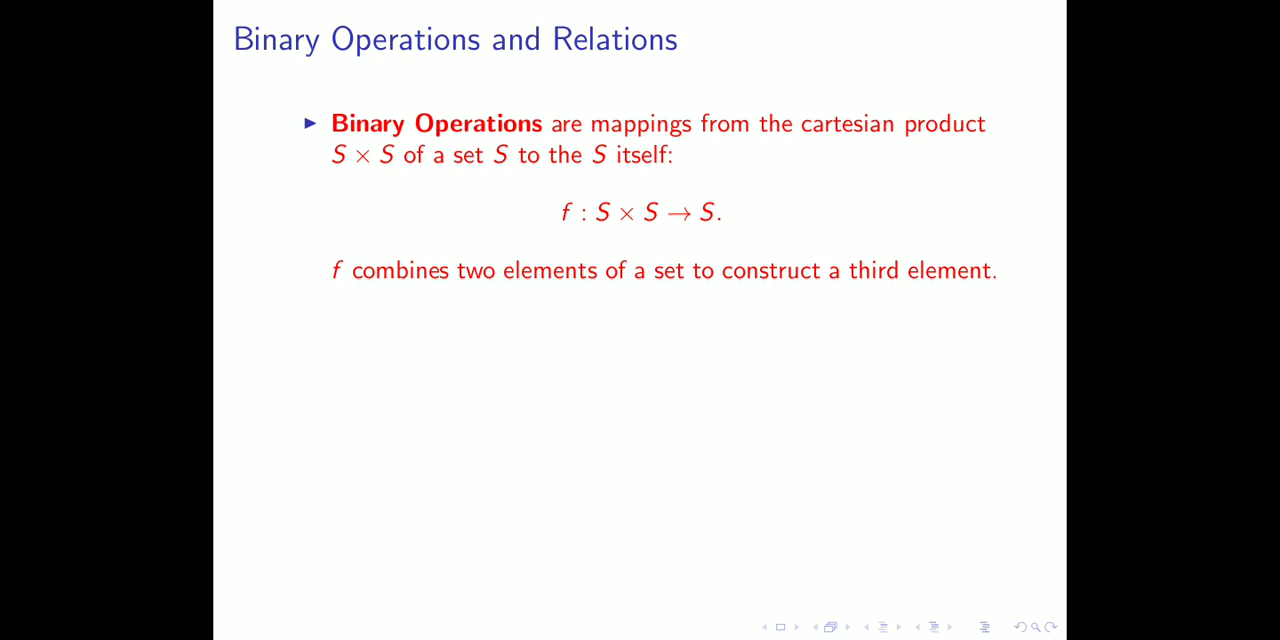 Binary Operations and Relations
Binary Operations are mappings from the cartesian product
S × S of a set S to the S itself:
f : S × S → S.
f combines two elements of a set to construct a third element.